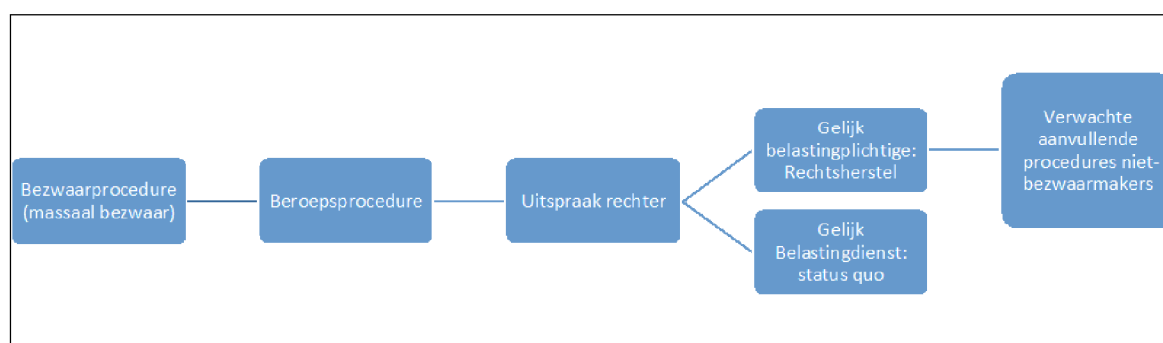 Bezwaarprocedure
(massaal bezwaar)
Beroepsprocedure
Uitspraak rechter
Gelijk
belastingplichtige:
Rechtsherstel
Gelijk
Belastingdienst:
status quo
Verwachte
aanvullende
procedures niet-
bezwaarmakers